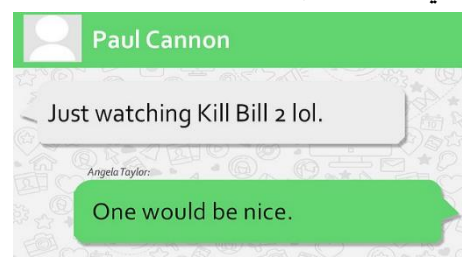 Paul Cannon
Just watching Kill Bill 2 lol.
Angela Taylor:
One would be nice.